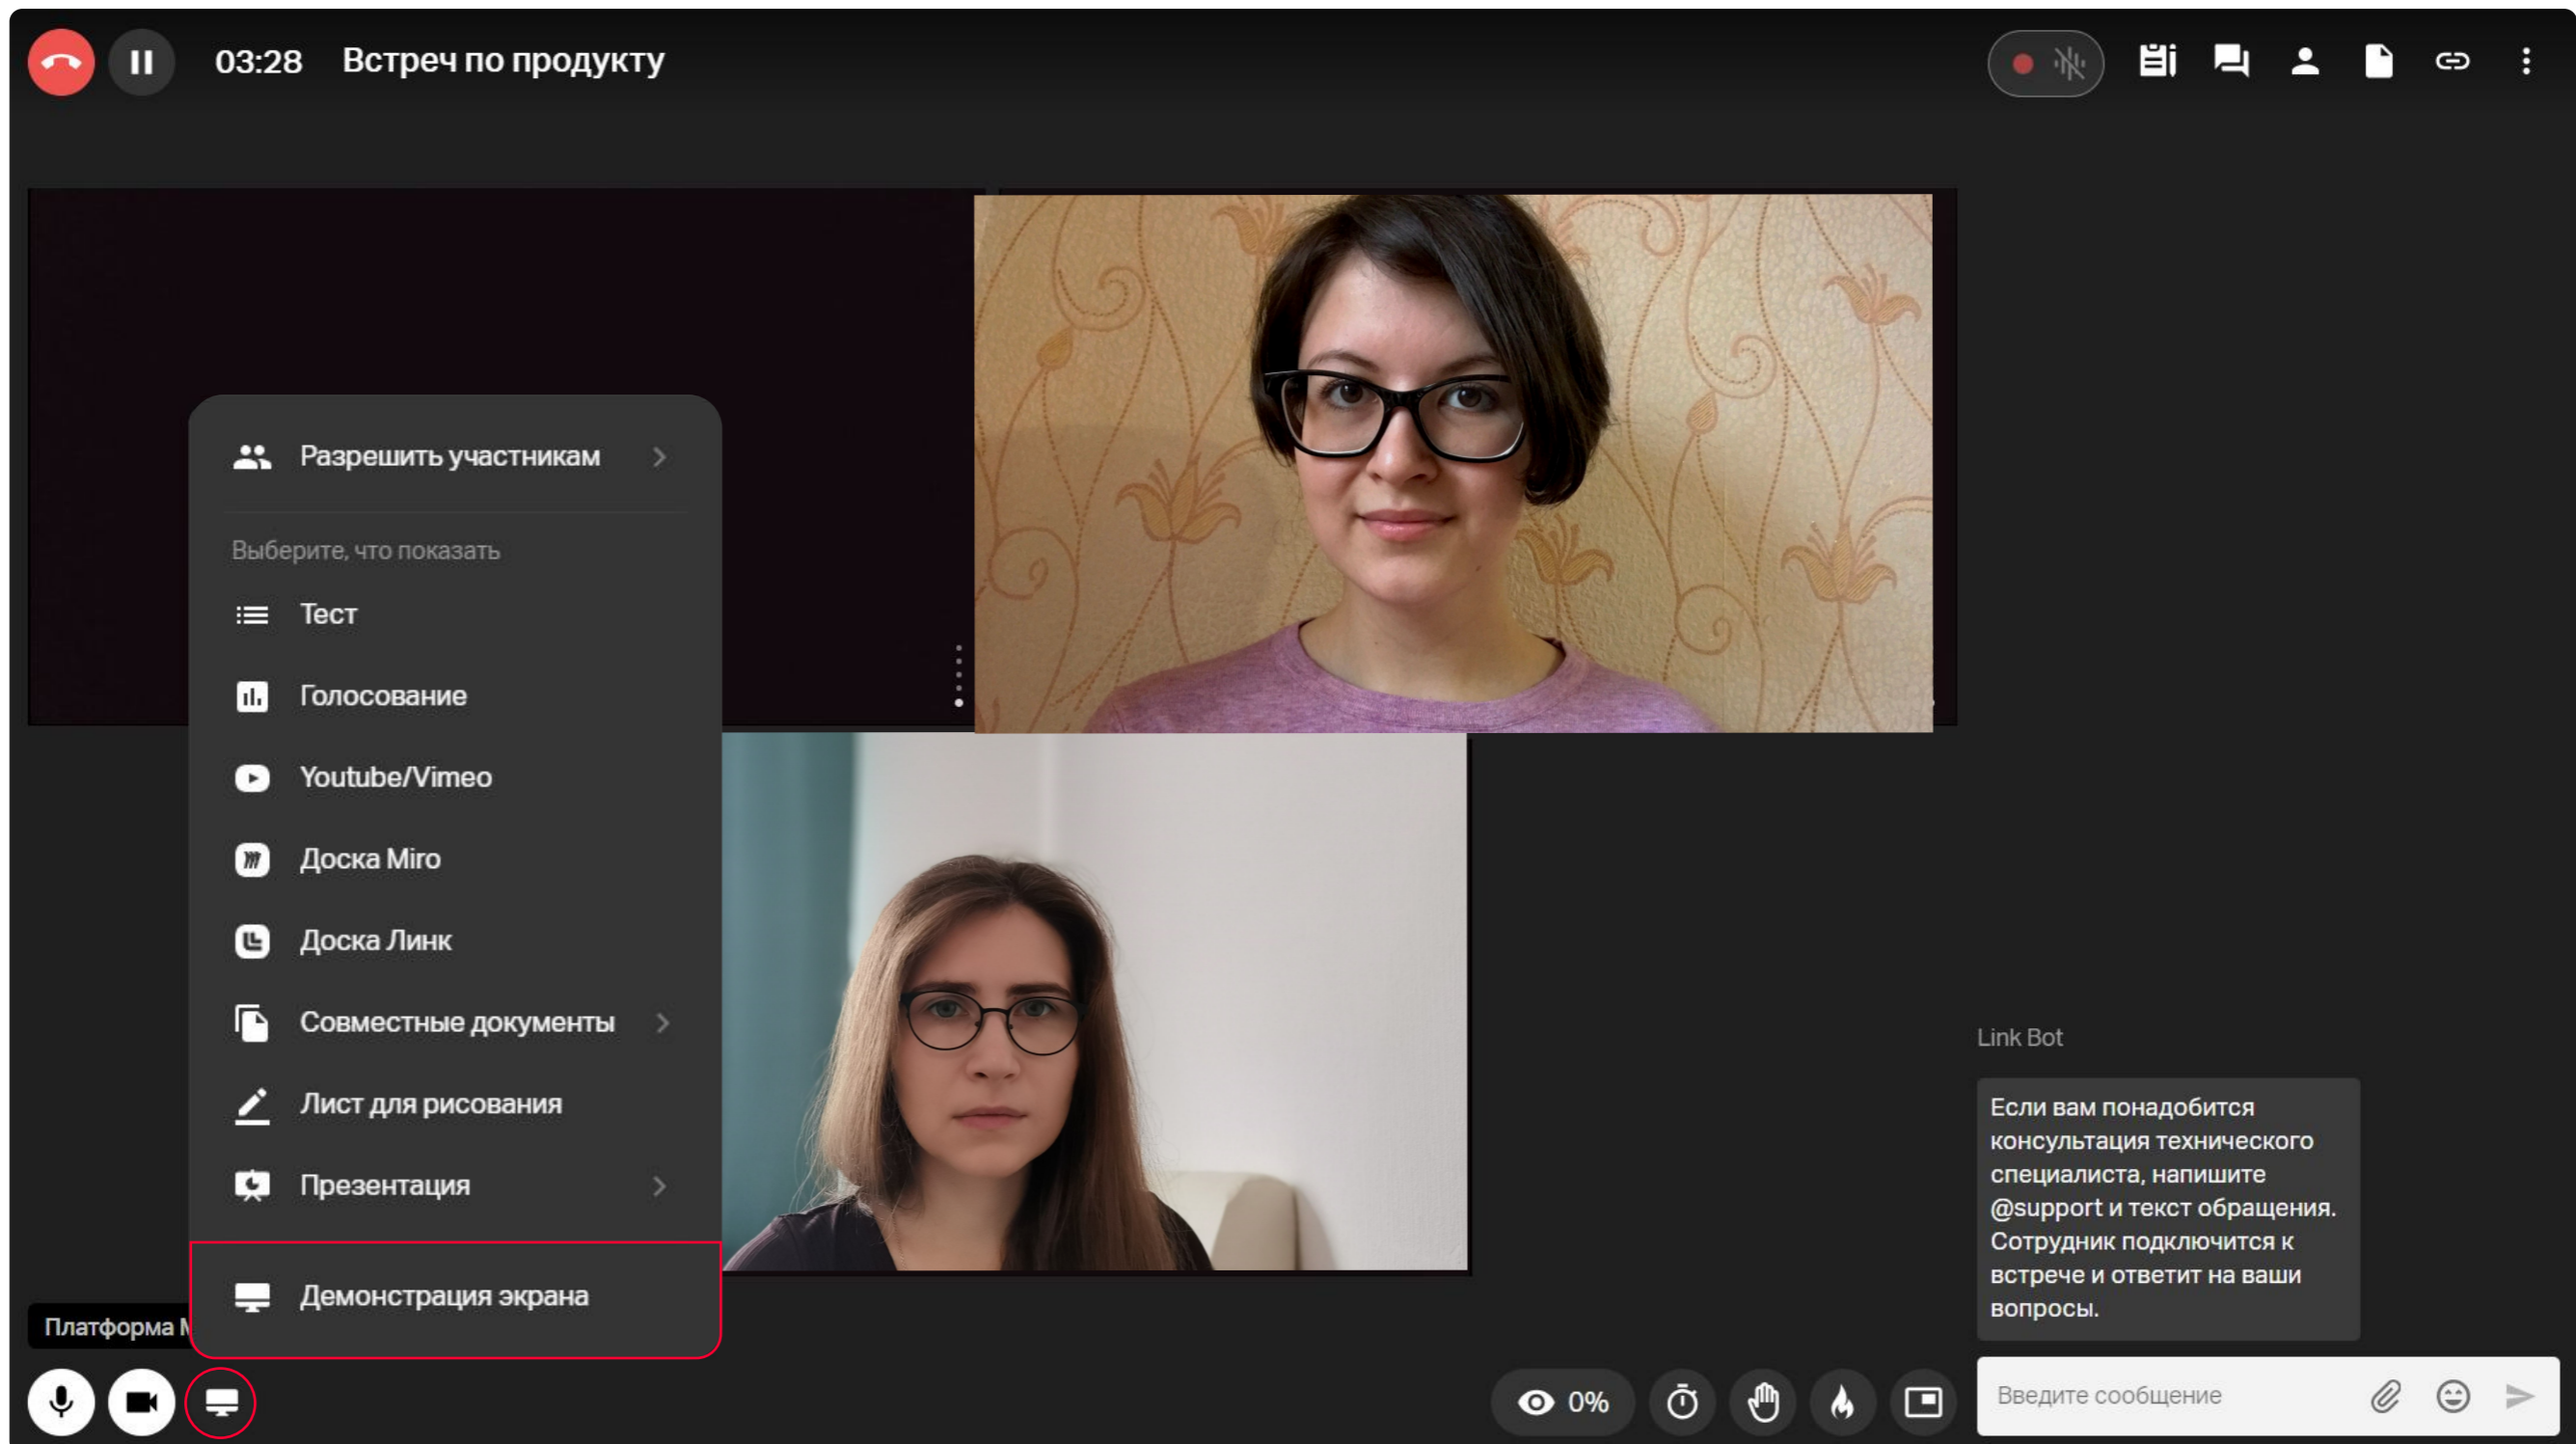 03:28 Встреч по продукту
Разрешить участникам
Выберите, что показать
Тест
Голосование
Youtube/Vimeo
Доска Miro
Доска Линк
Совместные документы
Лист для рисования
Презентация
Демонстрация экрана
Платформа
0%
Link Bot
Если вам понадобится
консультация технического
специалиста, напишите
@support и текст обращения.
Сотрудник подключится к
встрече и ответит на ваши
вопросы.
Введите сообщение